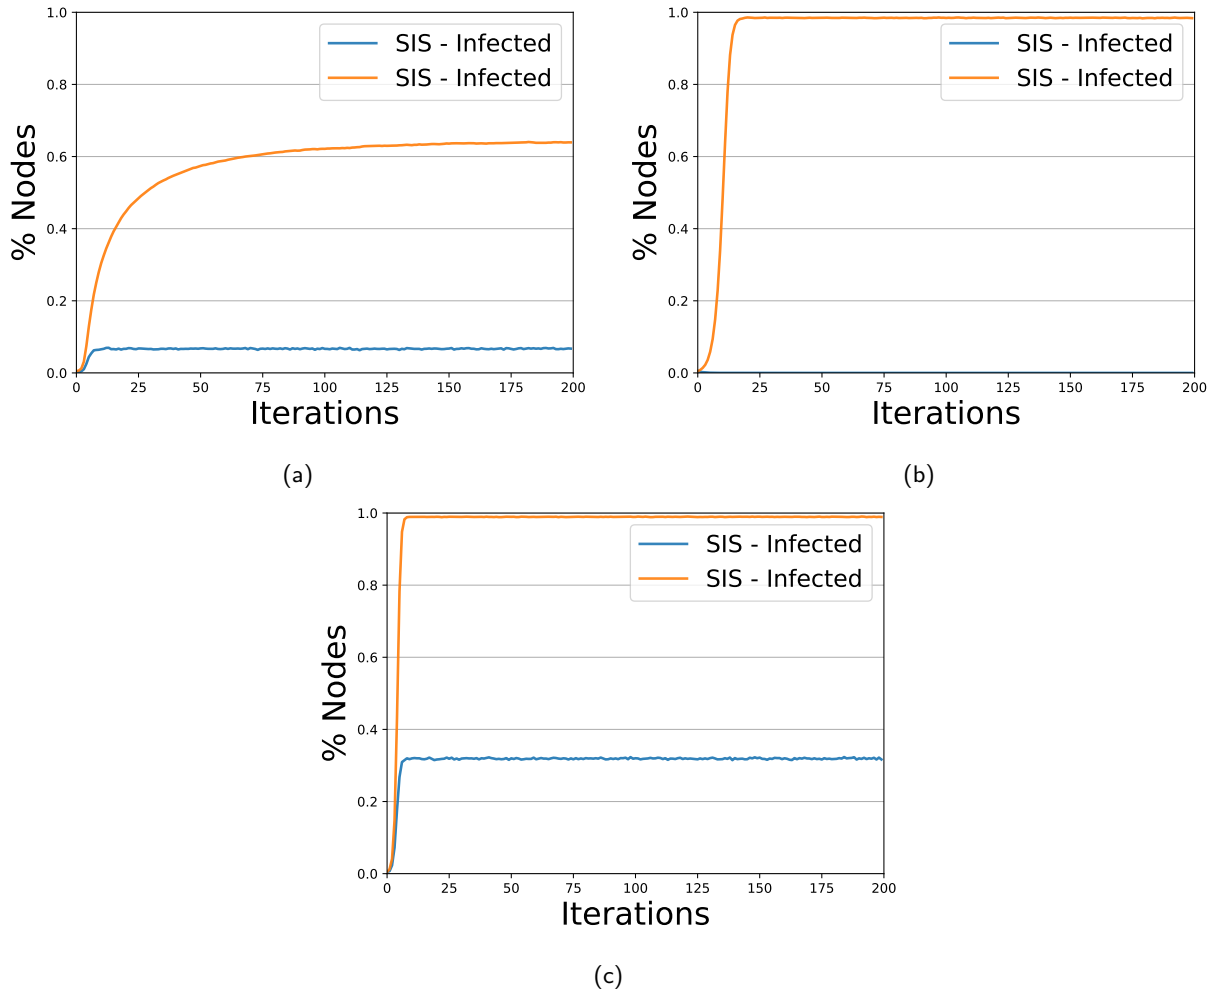 1.0
0.8
0.6
0.4
0.2
0.0
% Nodes
SIS - Infected
SIS - Infected
0 25 50 75 100 125 150 175 200
Iterations
(a)
1.0
0.8
0.6
0.4
0.2
0.0
% Nodes
SIS - Infected
SIS - Infected
0 25 50 75 100 125 150 175 200
Iterations
(b)
1.0
0.8
0.6
0.4
0.2
0.0
% Nodes
SIS - Infected
SIS - Infected
0 25 50 75 100 125 150 175 200
Iterations
(c)